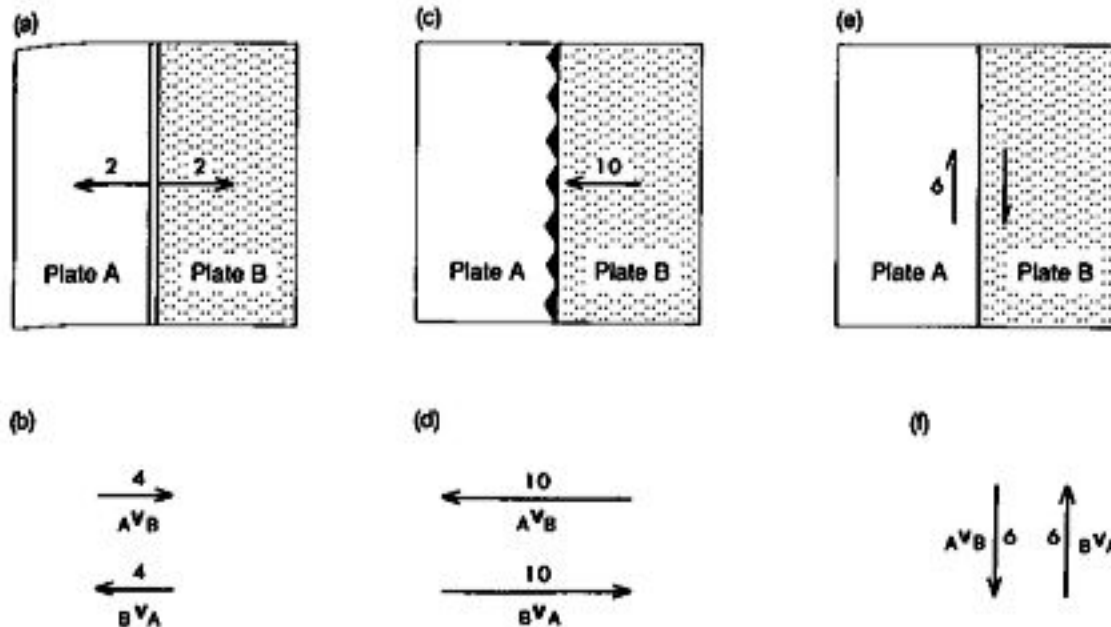 (a) (c) (e)
2 2 10 6
Plate A Plate B Plate A Plate B Plate A Plate B
(b) (d) (f)
4 10
AVB AVB AVB 6 6 BVA
4 10
BVA BVA